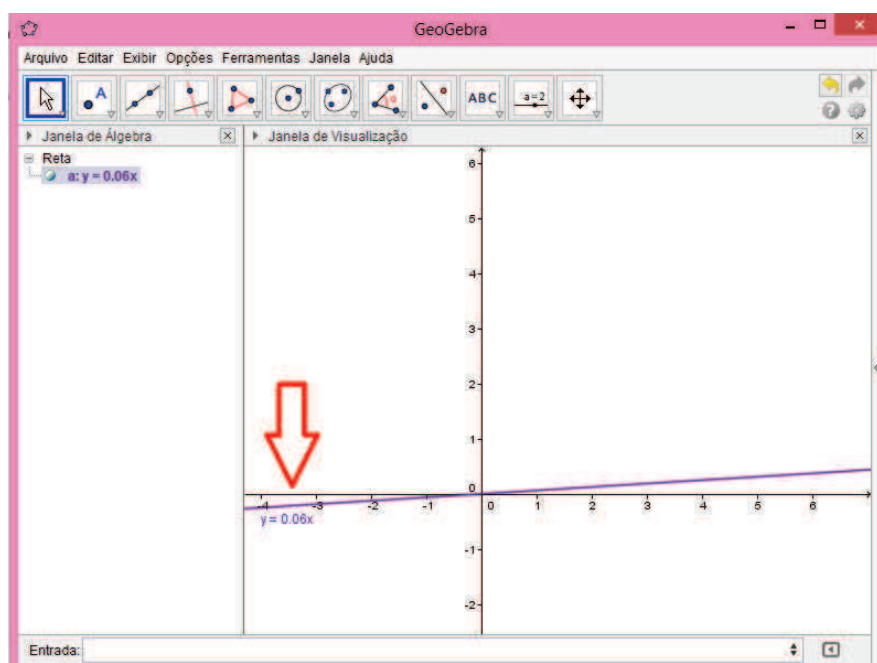 GeoGebra
Arquivo Editar Exibir Opções Ferramentas Janela Ajuda
A ABC a=2
Janela de Álgebra
Janela de Visualização
Reta
a: y = 0.06x
6
5
4
3
2
1
0
-4 -3 -2 -1 0 1 2 3 4 5 6
y = 0.06x
-1
-2
Entrada: